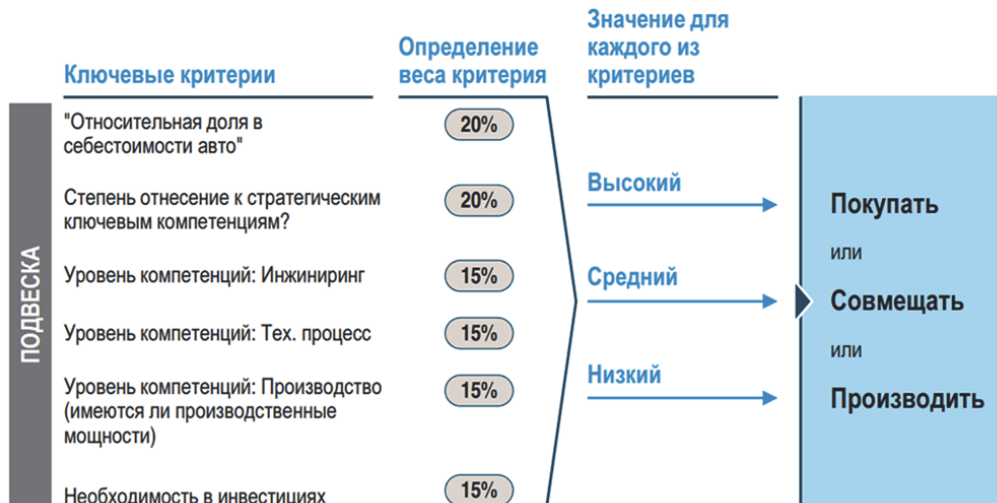 Ключевые критерии
Определение
веса критерия
Значение для
каждого из
критериев
ПОДВЕСКА
"Относительная доля в
себестоимости авто"
20%
Степень отнесение к стратегическим
ключевым компетенциям?
20%
Уровень компетенций: Инжиниринг
15%
Уровень компетенций: Тех. процесс
15%
Уровень компетенций: Производство
(имеются ли производственные
мощности)
15%
Необходимость в инвестициях
15%
Высокий
Средний
Низкий
Покупать
или
Совмещать
или
Производить